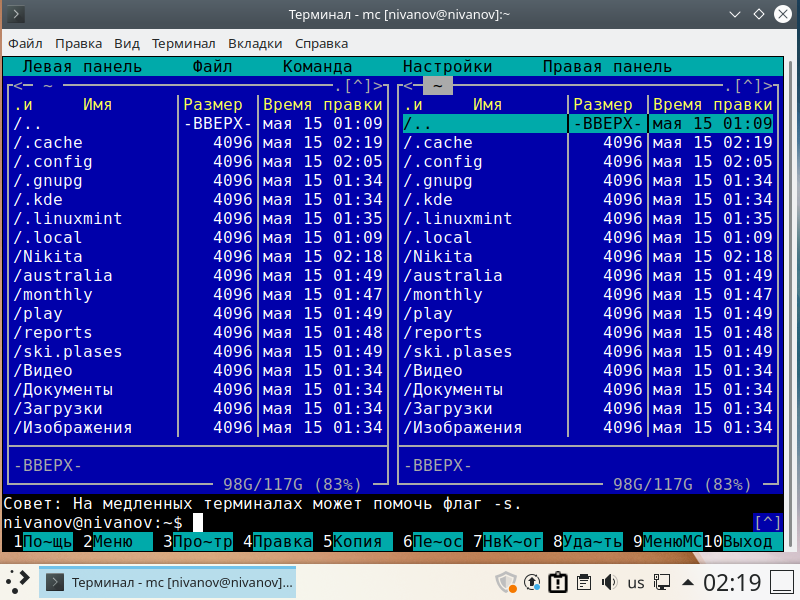 Терминал - mc [nivanov@nivanov]:~
Файл Правка Вид Терминал Вкладки Справка
Левая панель Файл Команда Настройки Правая панель
<- ~ .[^]> <- ~ .[^]>
.и Имя Размер Время правки .и Имя Размер Время правки
/.. -ВВЕРХ- мая 15 01:09 /.. -ВВЕРХ- мая 15 01:09
/.cache 4096 мая 15 02:19 /.cache 4096 мая 15 02:19
/.config 4096 мая 15 02:05 /.config 4096 мая 15 02:05
/.gnupg 4096 мая 15 01:34 /.gnupg 4096 мая 15 01:34
/.kde 4096 мая 15 01:34 /.kde 4096 мая 15 01:34
/.linuxmint 4096 мая 15 01:35 /.linuxmint 4096 мая 15 01:35
/.local 4096 мая 15 01:09 /.local 4096 мая 15 01:09
/Nikita 4096 мая 15 02:18 /Nikita 4096 мая 15 02:18
/australia 4096 мая 15 01:49 /australia 4096 мая 15 01:49
/monthly 4096 мая 15 01:47 /monthly 4096 мая 15 01:47
/play 4096 мая 15 01:49 /play 4096 мая 15 01:49
/reports 4096 мая 15 01:48 /reports 4096 мая 15 01:48
/ski.plases 4096 мая 15 01:49 /ski.plases 4096 мая 15 01:49
/Видео 4096 мая 15 01:34 /Видео 4096 мая 15 01:34
/Документы 4096 мая 15 01:34 /Документы 4096 мая 15 01:34
/Загрузки 4096 мая 15 01:34 /Загрузки 4096 мая 15 01:34
/Изображения 4096 мая 15 01:34 /Изображения 4096 мая 15 01:34
-ВВЕРХ- -ВВЕРХ-
98G/117G (83%) 98G/117G (83%)
Совет: На медленных терминалах может помочь флаг -s.
nivanov@nivanov:~$ [^]
1По~щь 2Меню 3Про~тр 4Правка 5Копия 6Пе~ос 7НвК~ог 8Уда~ть 9МенюMC 10Выход
Терминал - mc [nivanov@nivanov]... us 02:19